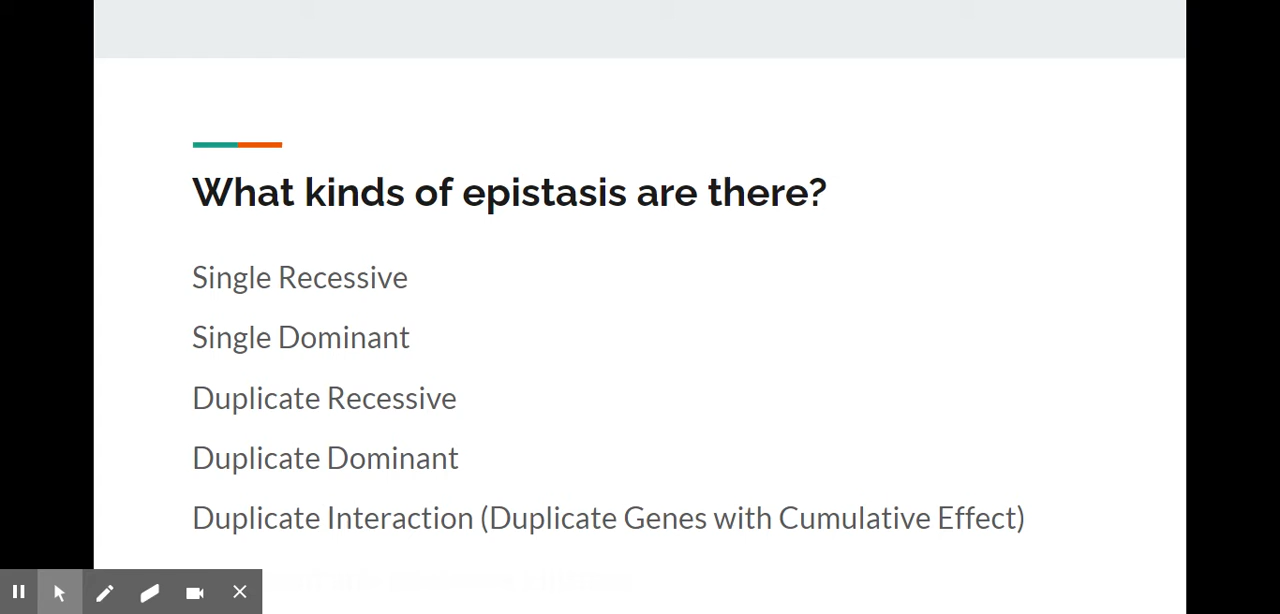 What kinds of epistasis are there?
Single Recessive
Single Dominant
Duplicate Recessive
Duplicate Dominant
Duplicate Interaction (Duplicate Genes with Cumulative Effect)